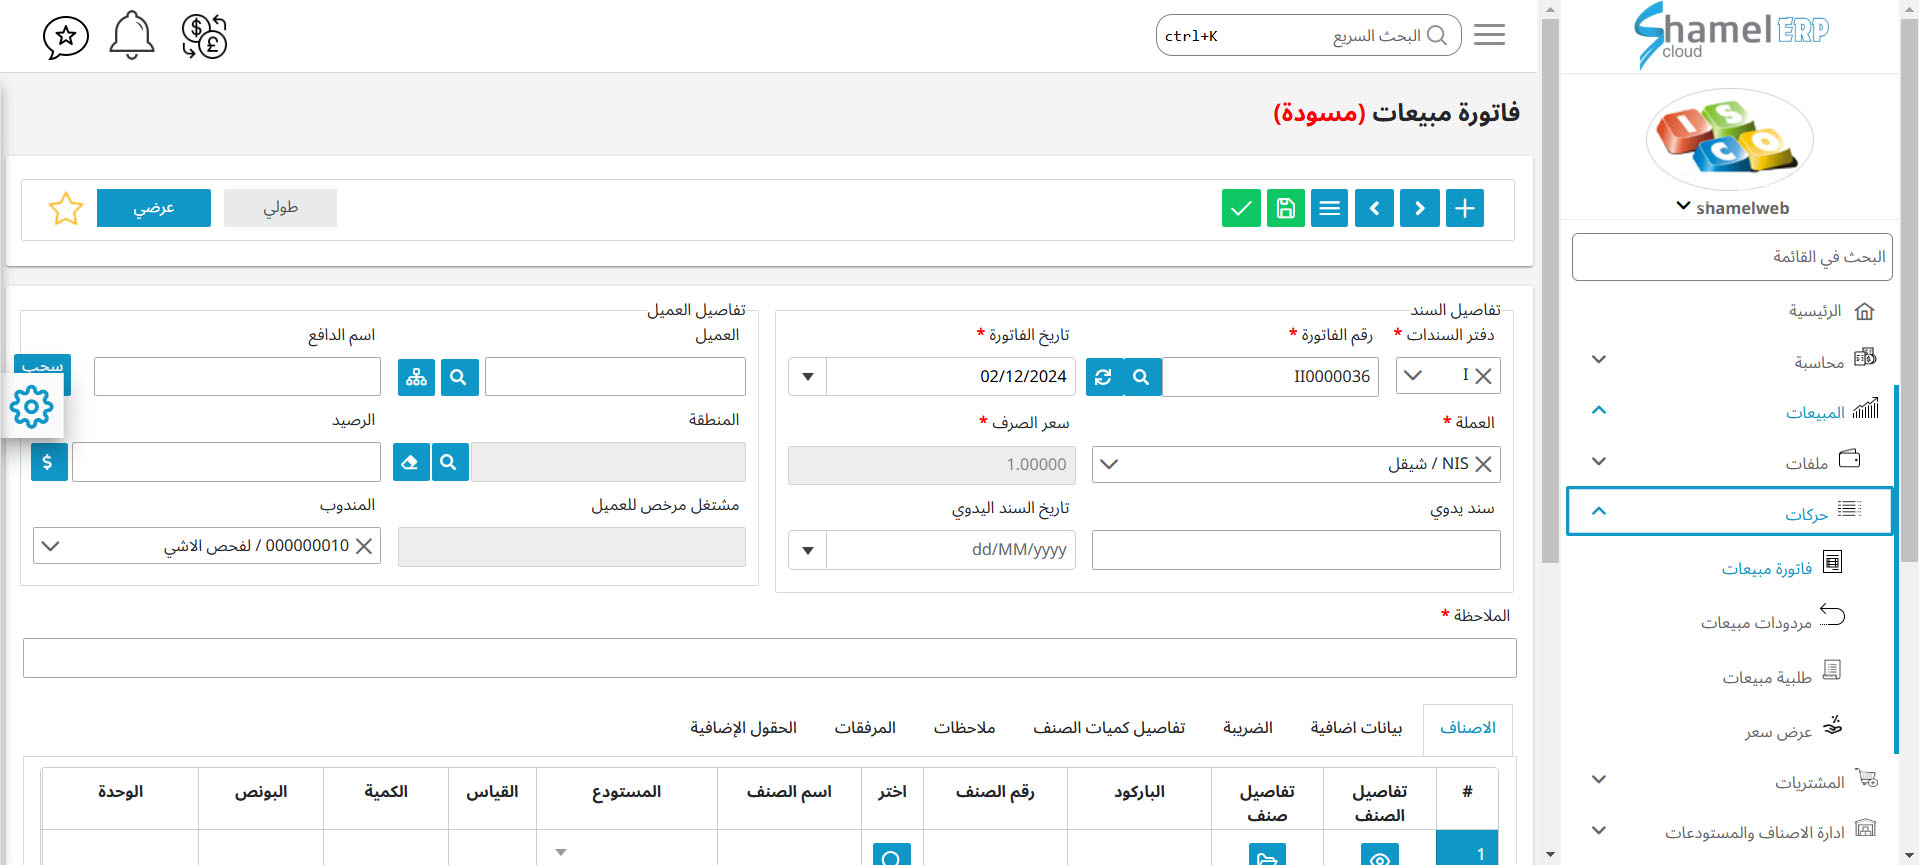 Shamel ERP
cloud
ISCO
shamelweb
البحث في القائمة
الرئيسية
محاسبة
المبيعات
ملفات
حركات
فاتورة مبيعات
مردودات مبيعات
طلبية مبيعات
عرض سعر
المشتريات
ادارة الاصناف والمستودعات
البحث السريع ctrl+K
فاتورة مبيعات (مسودة)
طولي عرضي
تفاصيل السند
دفتر السندات * رقم الفاتورة * تاريخ الفاتورة *
I II0000036 02/12/2024
العملة * سعر الصرف *
NIS / شيقل 1.00000
سند يدوي تاريخ السند اليدوي
dd/MM/yyyy
تفاصيل العميل
العميل اسم الدافع
سحب
المنطقة الرصيد
مشتغل مرخص للعميل المندوب
000000010 / لفحص الاشي
الملاحظة *
الاصناف بيانات اضافية الضريبة تفاصيل كميات الصنف ملاحظات المرفقات الحقول الإضافية
# تفاصيل الصنف تفاصيل صنف الباركود رقم الصنف اختر اسم الصنف المستودع القياس الكمية البونص الوحدة
1